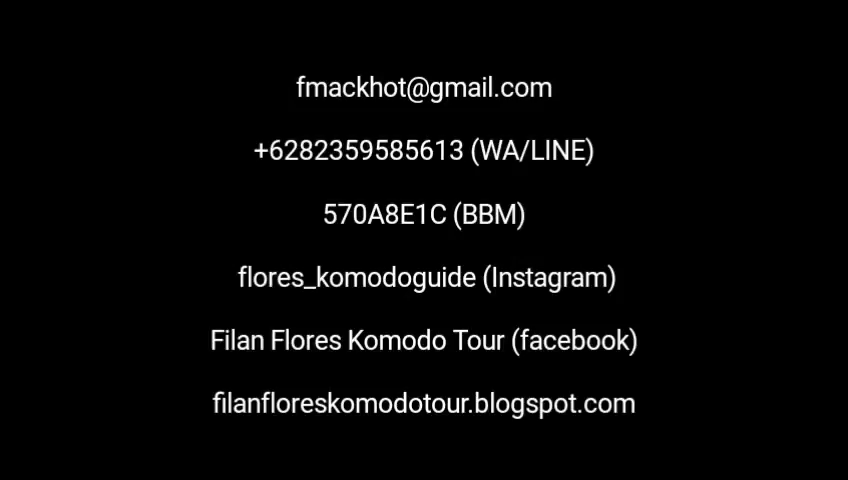 fmackhot@gmail.com
+6282359585613 (WA/LINE)
570A8E1C (BBM)
flores_komodoguide (Instagram)
Filan Flores Komodo Tour (facebook)
filanfloreskomodotour.blogspot.com